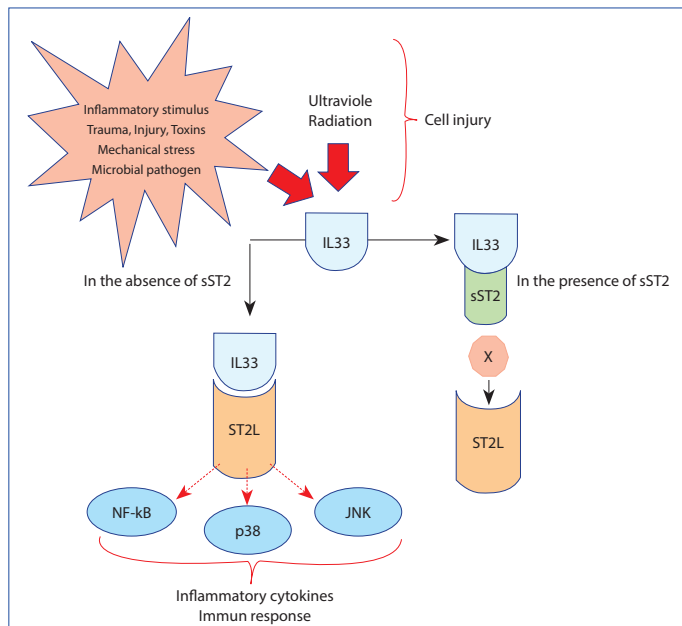 Inflammatory stimulus
Trauma, Injury, Toxins
Mechanical stress
Microbial pathogen
Ultraviole
Radiation
Cell injury
IL33
IL33
sST2
In the absence of sST2
In the presence of sST2
X
IL33
ST2L
ST2L
NF-kB
p38
JNK
Inflammatory cytokines
Immun response